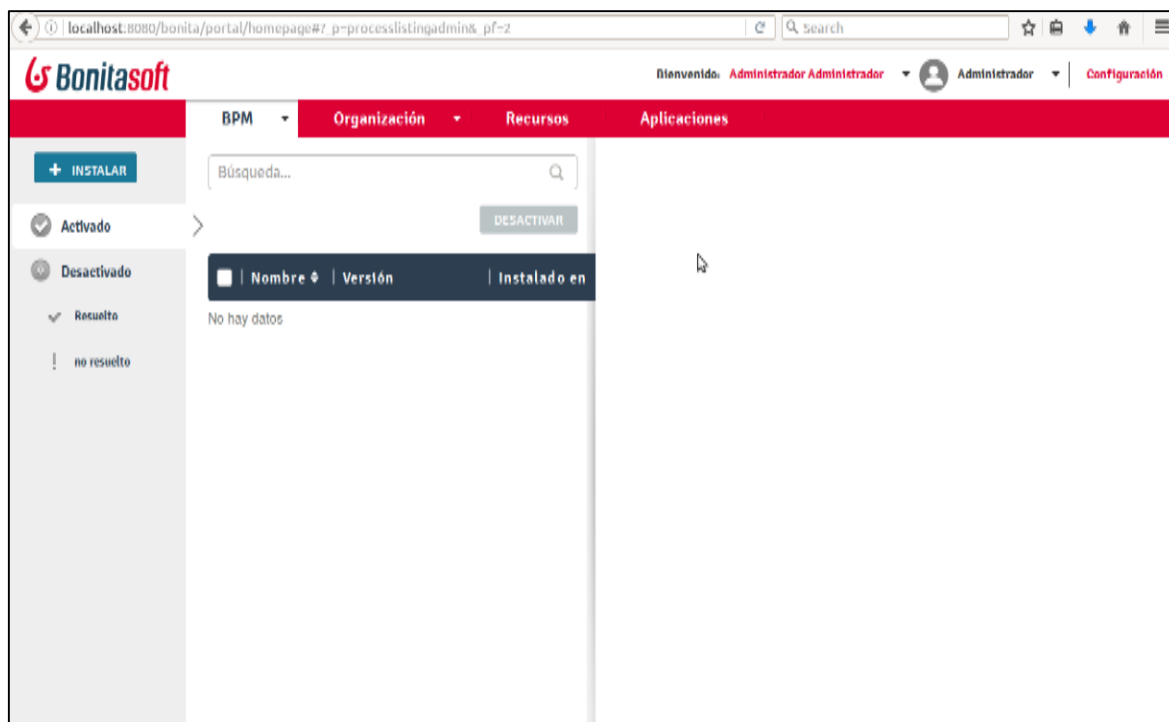 localhost:8080/bonita/portal/homepage#?_p=processlistingadmin&_pf=2
Search
Bonitasoft
Bienvenido: Administrador Administrador
Administrador
Configuración
BPM
Organización
Recursos
Aplicaciones
+ INSTALAR
Búsqueda...
Activado
DESACTIVAR
Desactivado
Nombre
Versión
Instalado en
Resuelto
No hay datos
no resuelto